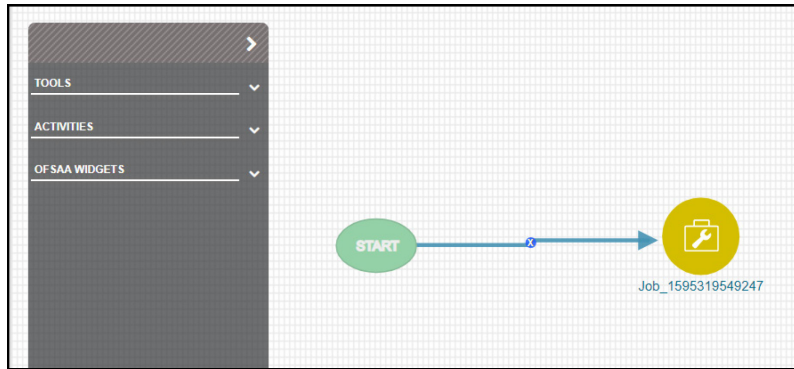 TOOLS
ACTIVITIES
OFSAA WIDGETS
START
X
Job_1595319549247